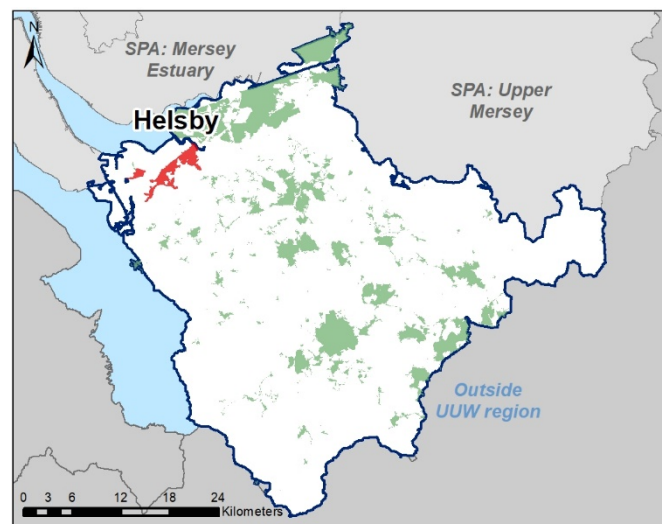 N
SPA: Mersey
Estuary
SPA: Upper
Mersey
Helsby
Outside
UUW region
0 3 6 12 18 24
Kilometers